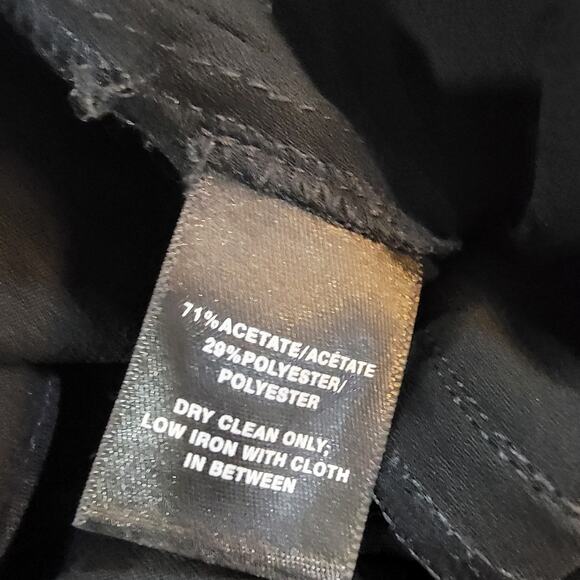 71%ACETATE/ACÉTATE
29%POLYESTER/
POLYESTER
DRY CLEAN ONLY;
LOW IRON WITH CLOTH
IN BETWEEN